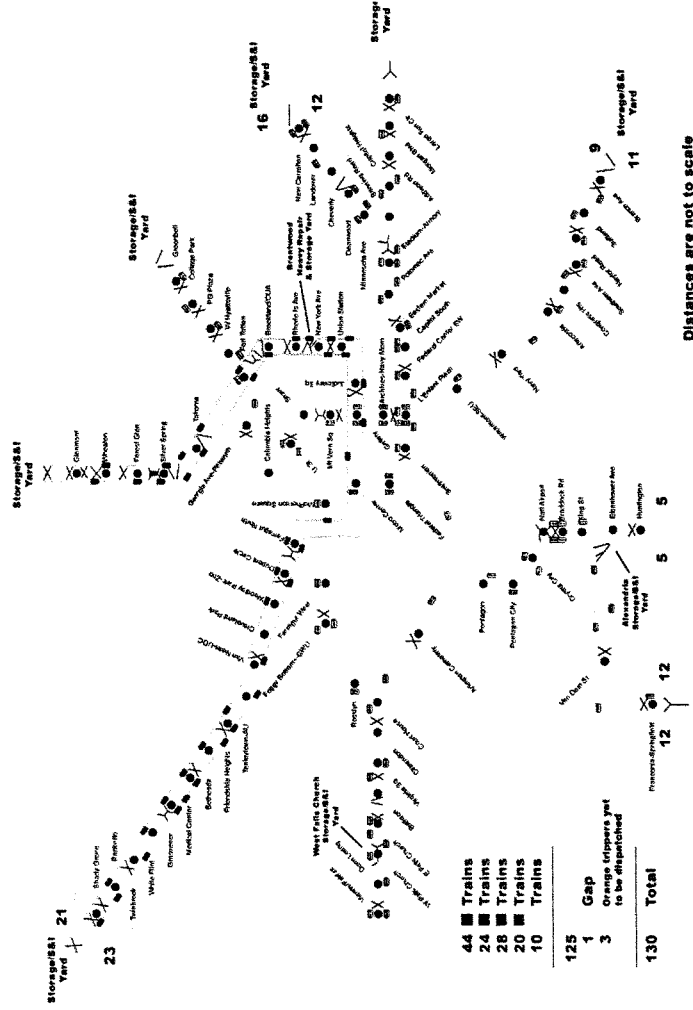 Storage/S&I
Yard
21
23
Shady Grove
Rockville
Twinbrook
White Flint
Grosvenor
Medical Center
Bethesda
Friendship Heights
Tenleytown-AU
Van Ness-UDC
Cleveland Park
Woodley Park-Zoo
Dupont Circle
Farragut North
Storage/S&I
Yard
Glenmont
Wheaton
Forest Glen
Silver Spring
Takoma
Georgia Ave-Petworth
Columbia Heights
U St
Shaw
Mt Vern Sq
Storage/S&I
Yard
Greenbelt
College Park
PG Plaza
W Hyattsville
Fort Totten
Brookland/CUA
Rhode Is Ave
New York Ave
Union Station
Judiciary Sq
Brentwood
Heavy Repair
& Storage Yard
16
Storage/S&I
Yard
12
New Carrollton
Landover
Cheverly
Deanwood
Minnesota Ave
Capitol Heights
Benning Road
Storage
Yard
Largo Twn Ctr
Morgan Blvd
Addison Rd
Stadium-Armory
Potomac Ave
Eastern Market
Capitol South
Federal Center SW
L'Enfant Plaza
Archives-Navy Mem
Gallery
Smithsonian
Metro Center
Federal Triangle
McPherson Square
Farragut West
Foggy Bottom-GWU
Rosslyn
Court House
Clarendon
Virginia Sq
Ballston
E Falls Church
W Falls Church
Dunn Loring
West Falls Church
Storage/S&I
Yard
Arlington Cemetery
Pentagon
Pentagon City
Crystal City
Natl Airport
Braddock Rd
King St
Eisenhower Ave
Huntington
5
5
Alexandria
Storage/S&I
Yard
Van Dorn St
12
12
Franconia-Springfield
Waterfront-SEU
Navy Yard
Anacostia
Congress Hts
Southern Ave
Naylor Road
Suitland
Branch Ave
9
11
Storage/S&I
Yard
44 Trains
24 Trains
28 Trains
20 Trains
10 Trains
125
1 Gap
3 Orange trippers yet
to be dispatched
130 Total
Distances are not to scale